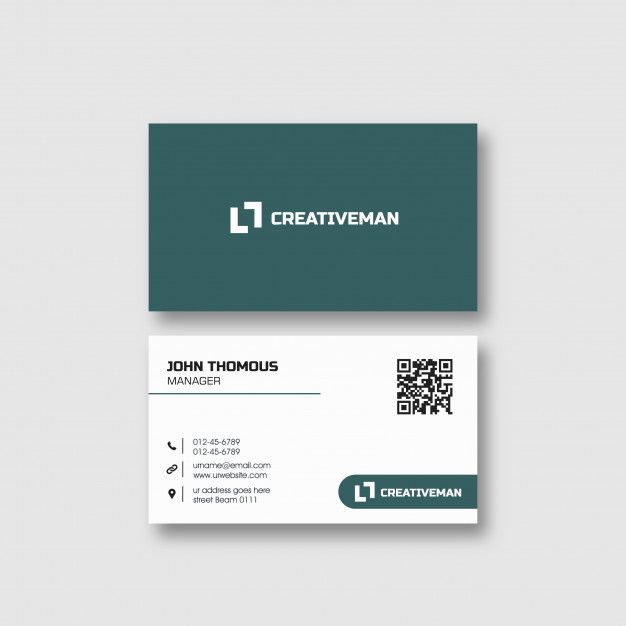 CREATIVEMAN
JOHN THOMOUS
MANAGER
012-45-6789
012-45-6789
urname@email.com
www.urwebsite.com
ur address goes here
street Beam 0111
CREATIVEMAN